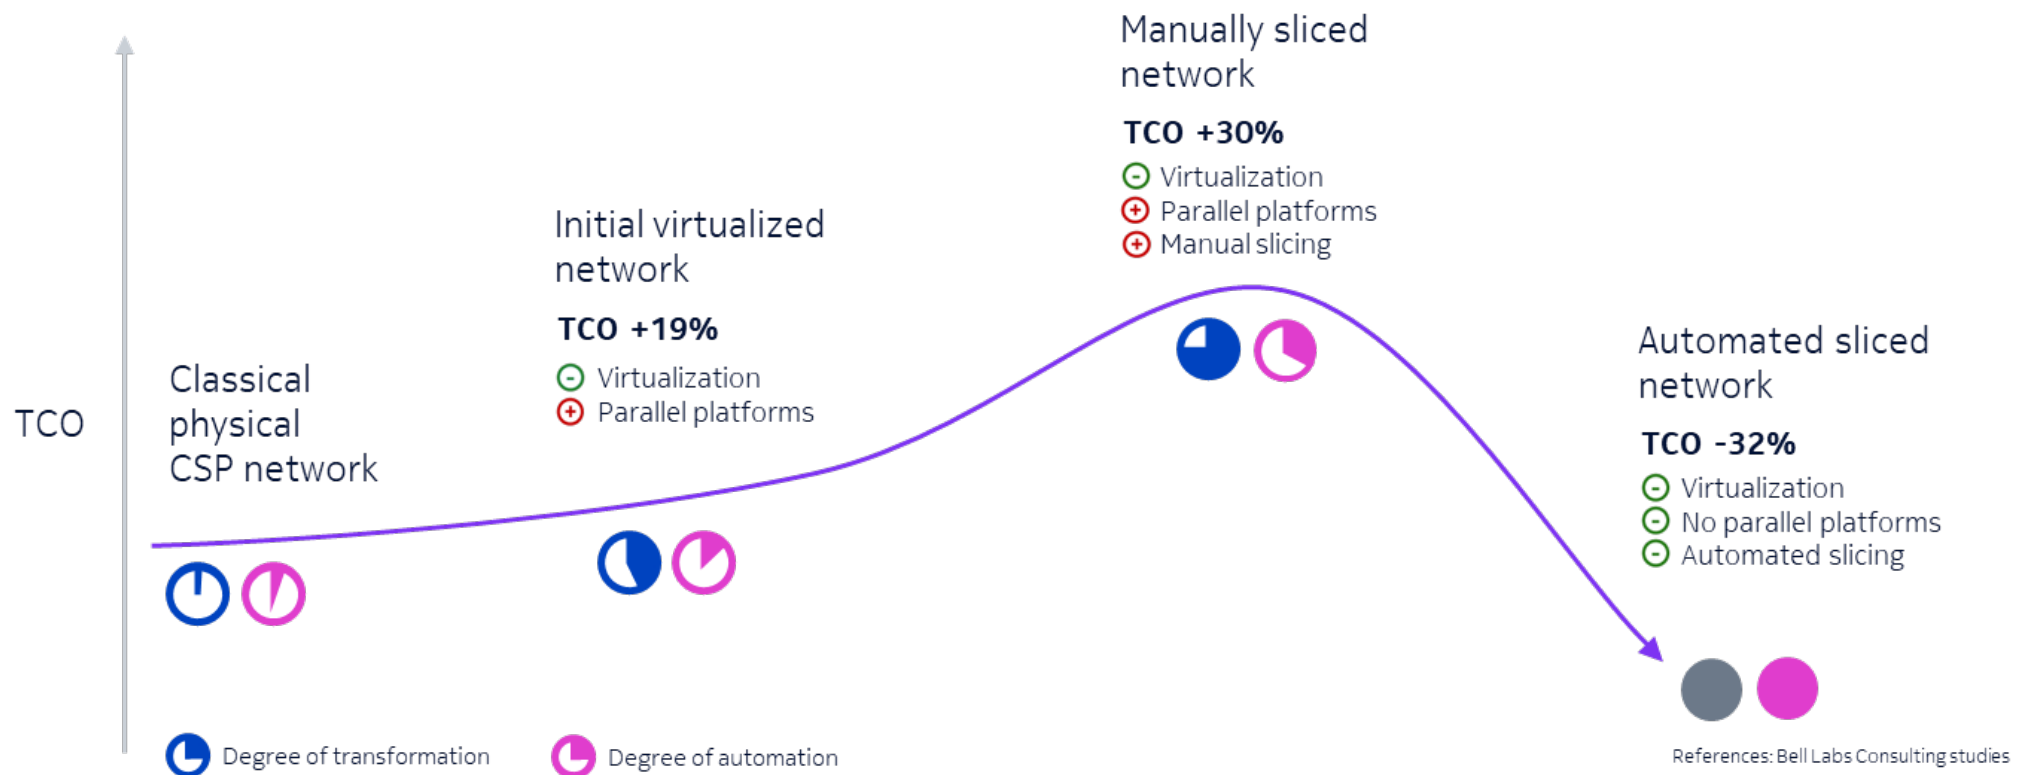 TCO
Classical
physical
CSP network
Initial virtualized
network
TCO +19%
Virtualization
Parallel platforms
Manually sliced
network
TCO +30%
Virtualization
Parallel platforms
Manual slicing
Automated sliced
network
TCO -32%
Virtualization
No parallel platforms
Automated slicing
Degree of transformation
Degree of automation
References: Bell Labs Consulting studies